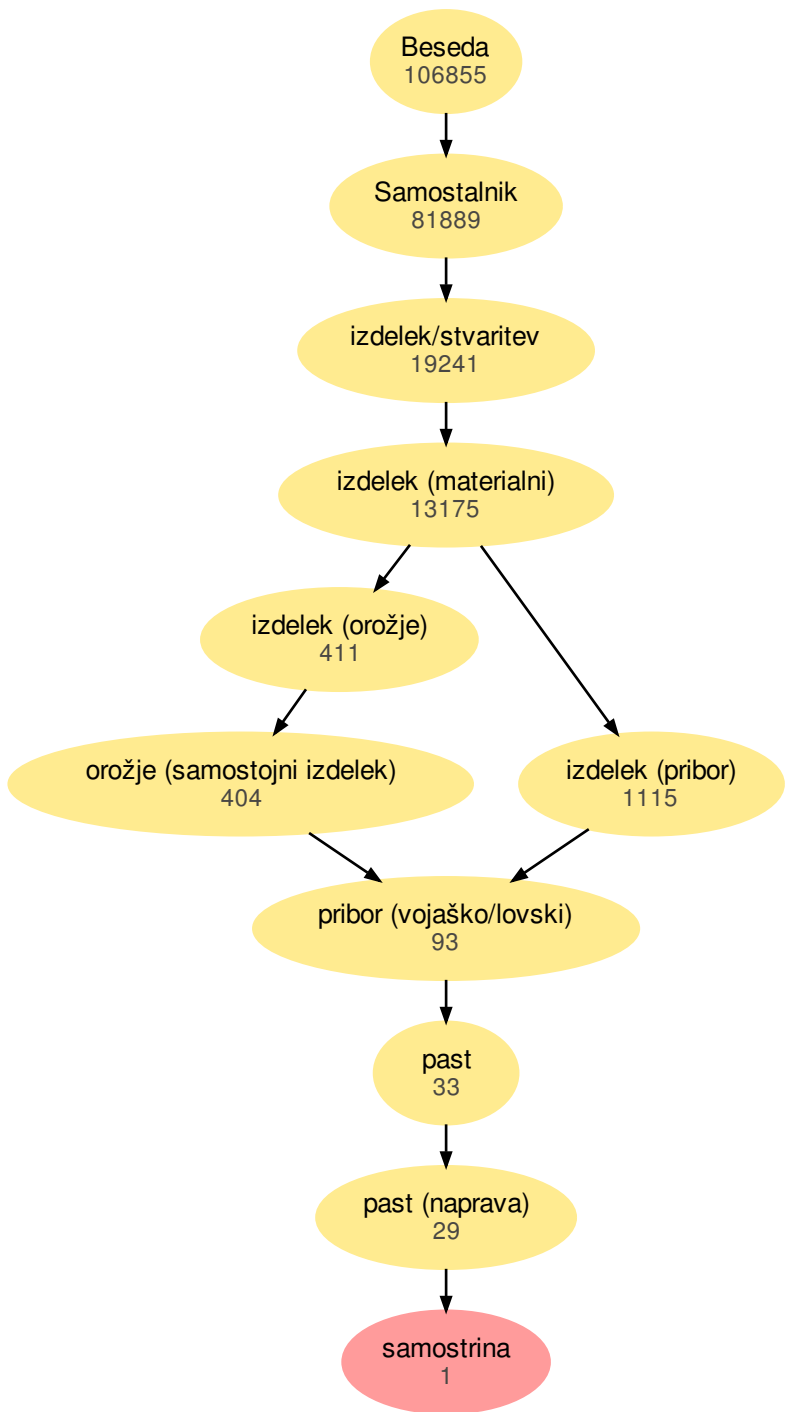 Beseda
106855
Samostalnik
81889
izdelek/stvaritev
19241
izdelek (materialni)
13175
izdelek (orožje)
411
orožje (samostojni izdelek)
404
izdelek (pribor)
1115
pribor (vojaško/lovski)
93
past
33
past (naprava)
29
samostrina
1